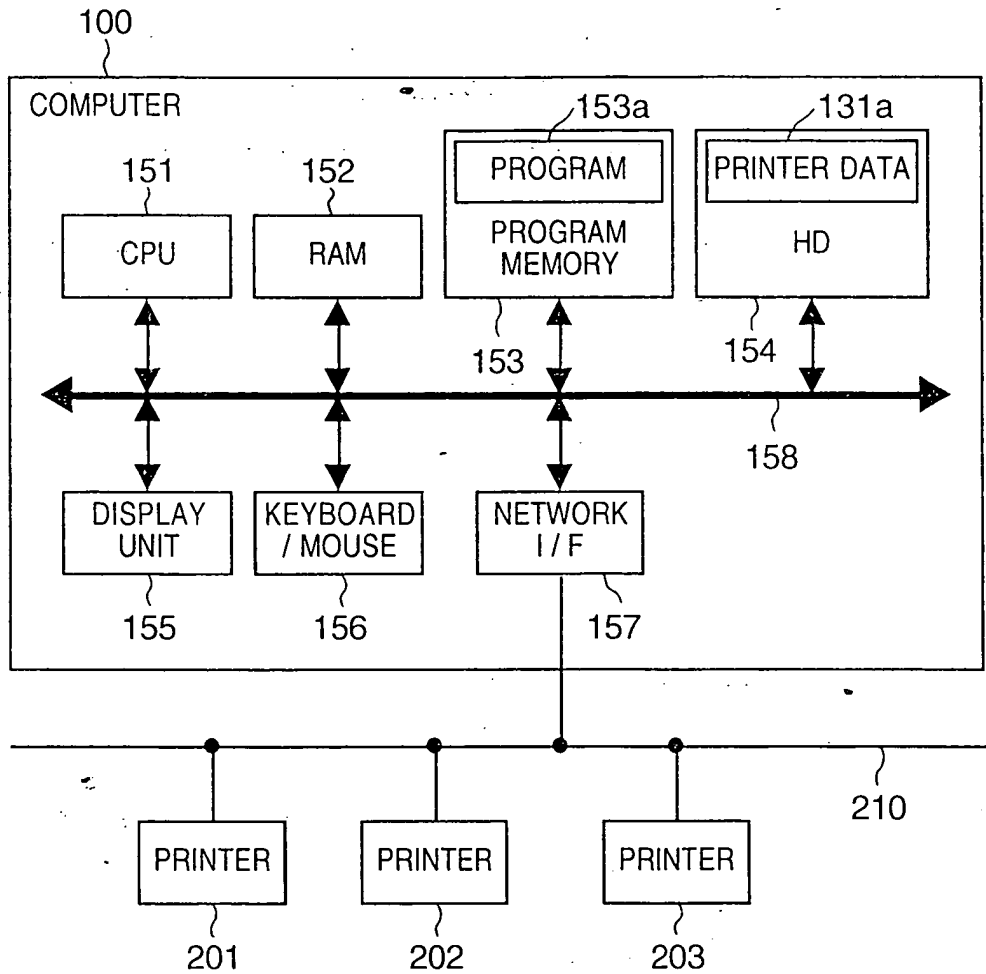 100
COMPUTER
153a
131a
151
152
PROGRAM
PRINTER DATA
CPU
RAM
PROGRAM
MEMORY
HD
153
154
158
DISPLAY
UNIT
KEYBOARD
/ MOUSE
NETWORK
I / F
155
156
157
210
PRINTER
PRINTER
PRINTER
201
202
203